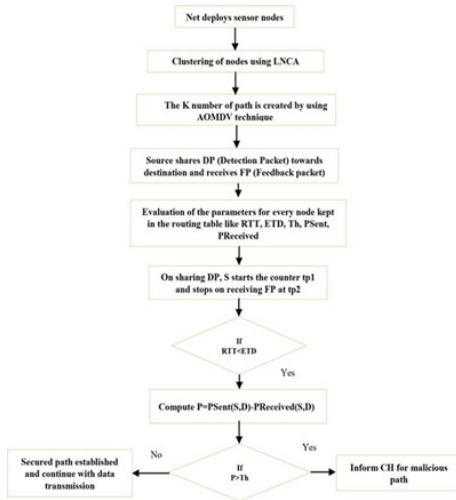 Net deploys sensor nodes
Clustering of nodes using LNCA
The K number of path is created by using
AOMDV technique
Source shares DP (Detection Packet) towards
destination and receives FP (Feedback packet)
Evaluation of the parameters for every node kept
in the routing table like RTT, ETD, Th, PSent,
PReceived
On sharing DP, S starts the counter tp1
and stops on receiving FP at tp2
If
RTT<ETD
Yes
Compute P=PSent(S,D)-PReceived(S,D)
No
Yes
Secured path established
and continue with data
transmission
If
P>Th
Inform CH for malicious
path